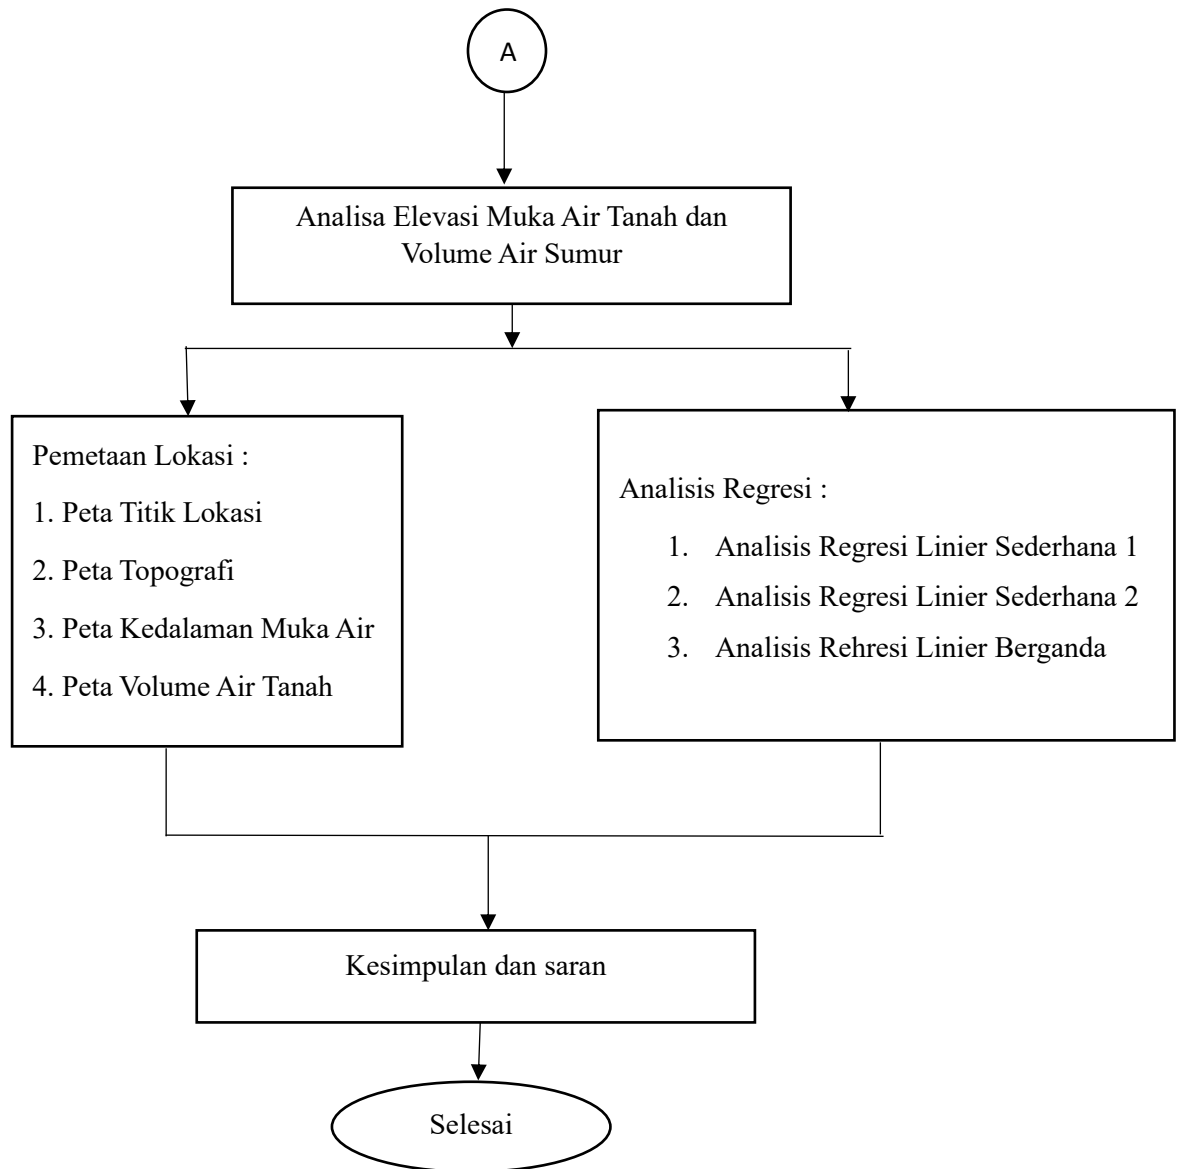 A
Analisa Elevasi Muka Air Tanah dan
Volume Air Sumur
Pemetaan Lokasi :
1. Peta Titik Lokasi
2. Peta Topografi
3. Peta Kedalaman Muka Air
4. Peta Volume Air Tanah
Analisis Regresi :
1. Analisis Regresi Linier Sederhana 1
2. Analisis Regresi Linier Sederhana 2
3. Analisis Rehresi Linier Berganda
Kesimpulan dan saran
Selesai